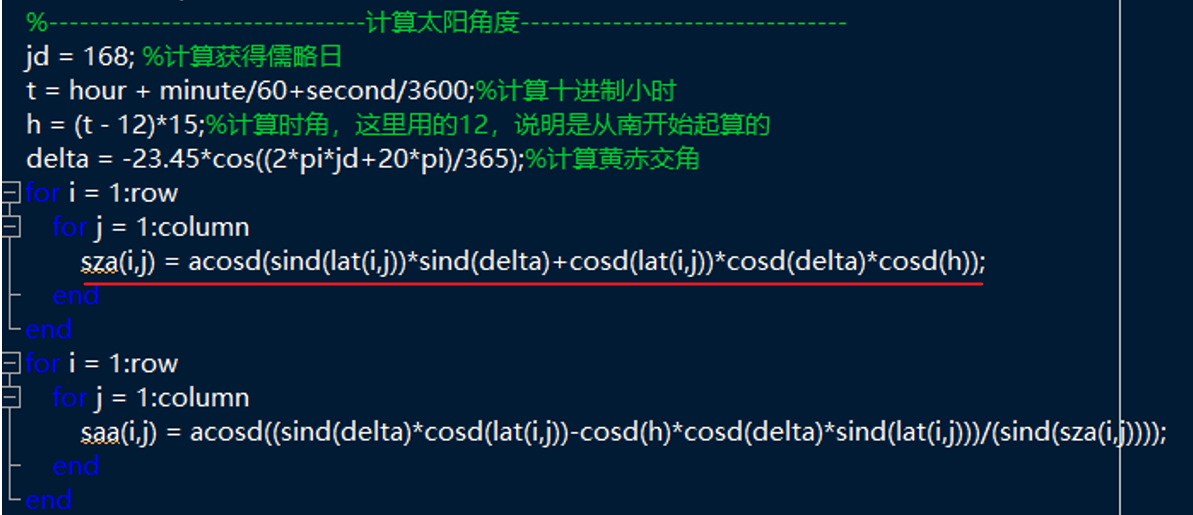 %-------------------------------计算太阳角度--------------------------------
jd = 168; %计算获得儒略日
t = hour + minute/60+second/3600;%计算十进制小时
h = (t - 12)*15;%计算时角，这里用的12，说明是从南开始起算的
delta = -23.45*cos((2*pi*jd+20*pi)/365);%计算黄赤交角
for i = 1:row
for j = 1:column
sza(i,j) = acosd(sind(lat(i,j))*sind(delta)+cosd(lat(i,j))*cosd(delta)*cosd(h));
end
end
for i = 1:row
for j = 1:column
saa(i,j) = acosd((sind(delta)*cosd(lat(i,j))-cosd(h)*cosd(delta)*sind(lat(i,j)))/(sind(sza(i,j))));
end
end